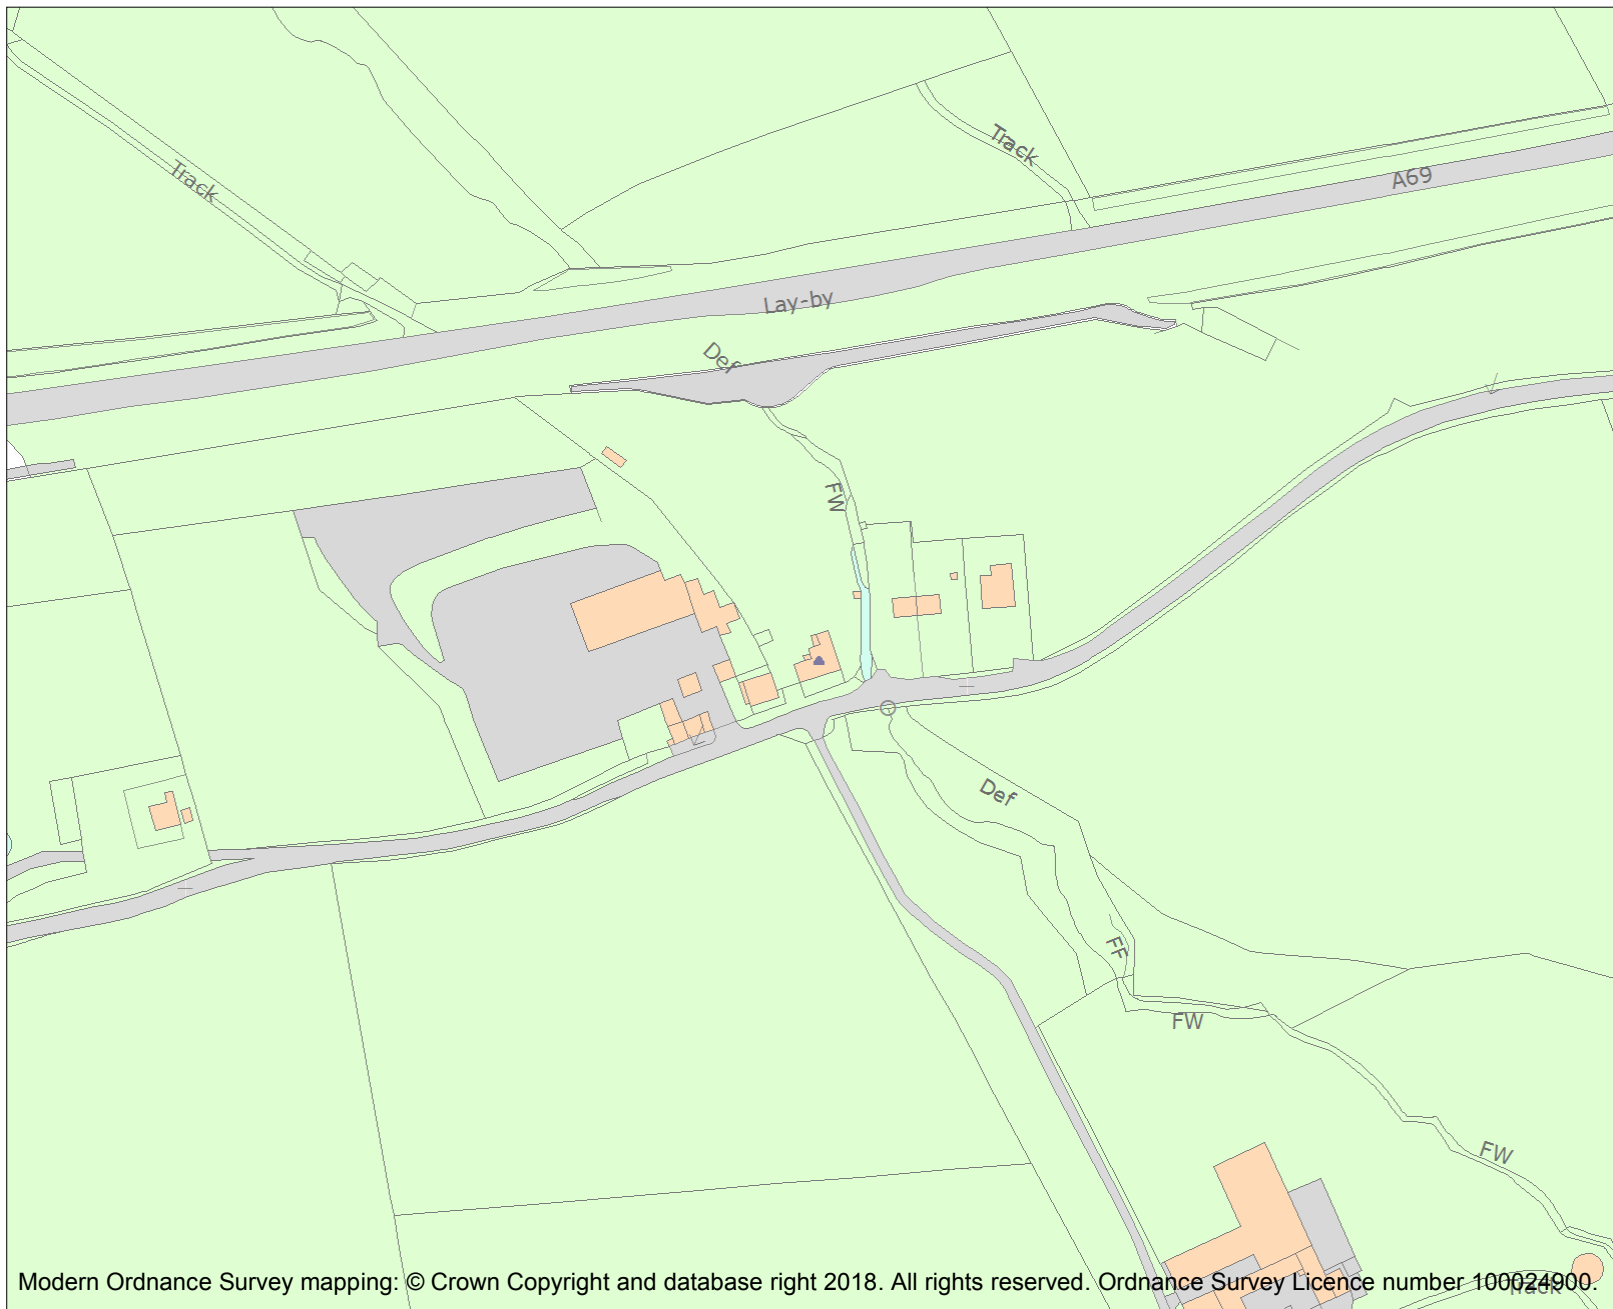 Track
Track
A69
Lay-by
Def
FW
Def
FF
FW
FW
Track
Modern Ordnance Survey mapping: © Crown Copyright and database right 2018. All rights reserved. Ordnance Survey Licence number 100024900.